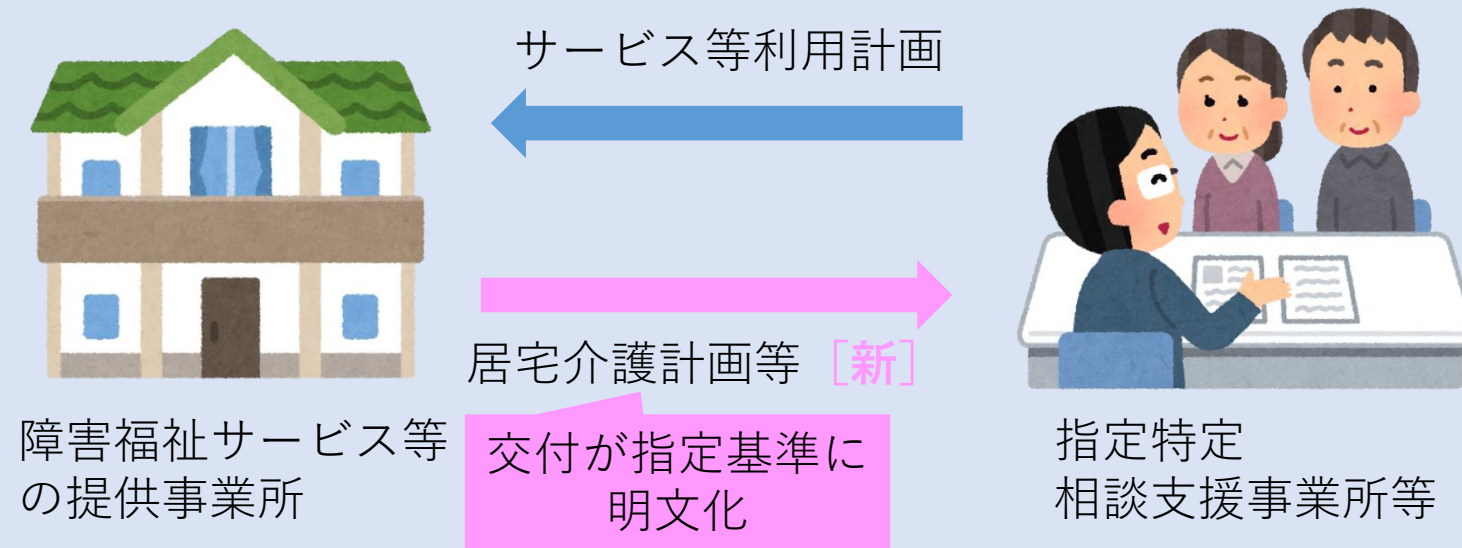 サービス等利用計画
居宅介護計画等［新］
交付が指定基準に
明文化
障害福祉サービス等
の提供事業所
指定特定
相談支援事業所等